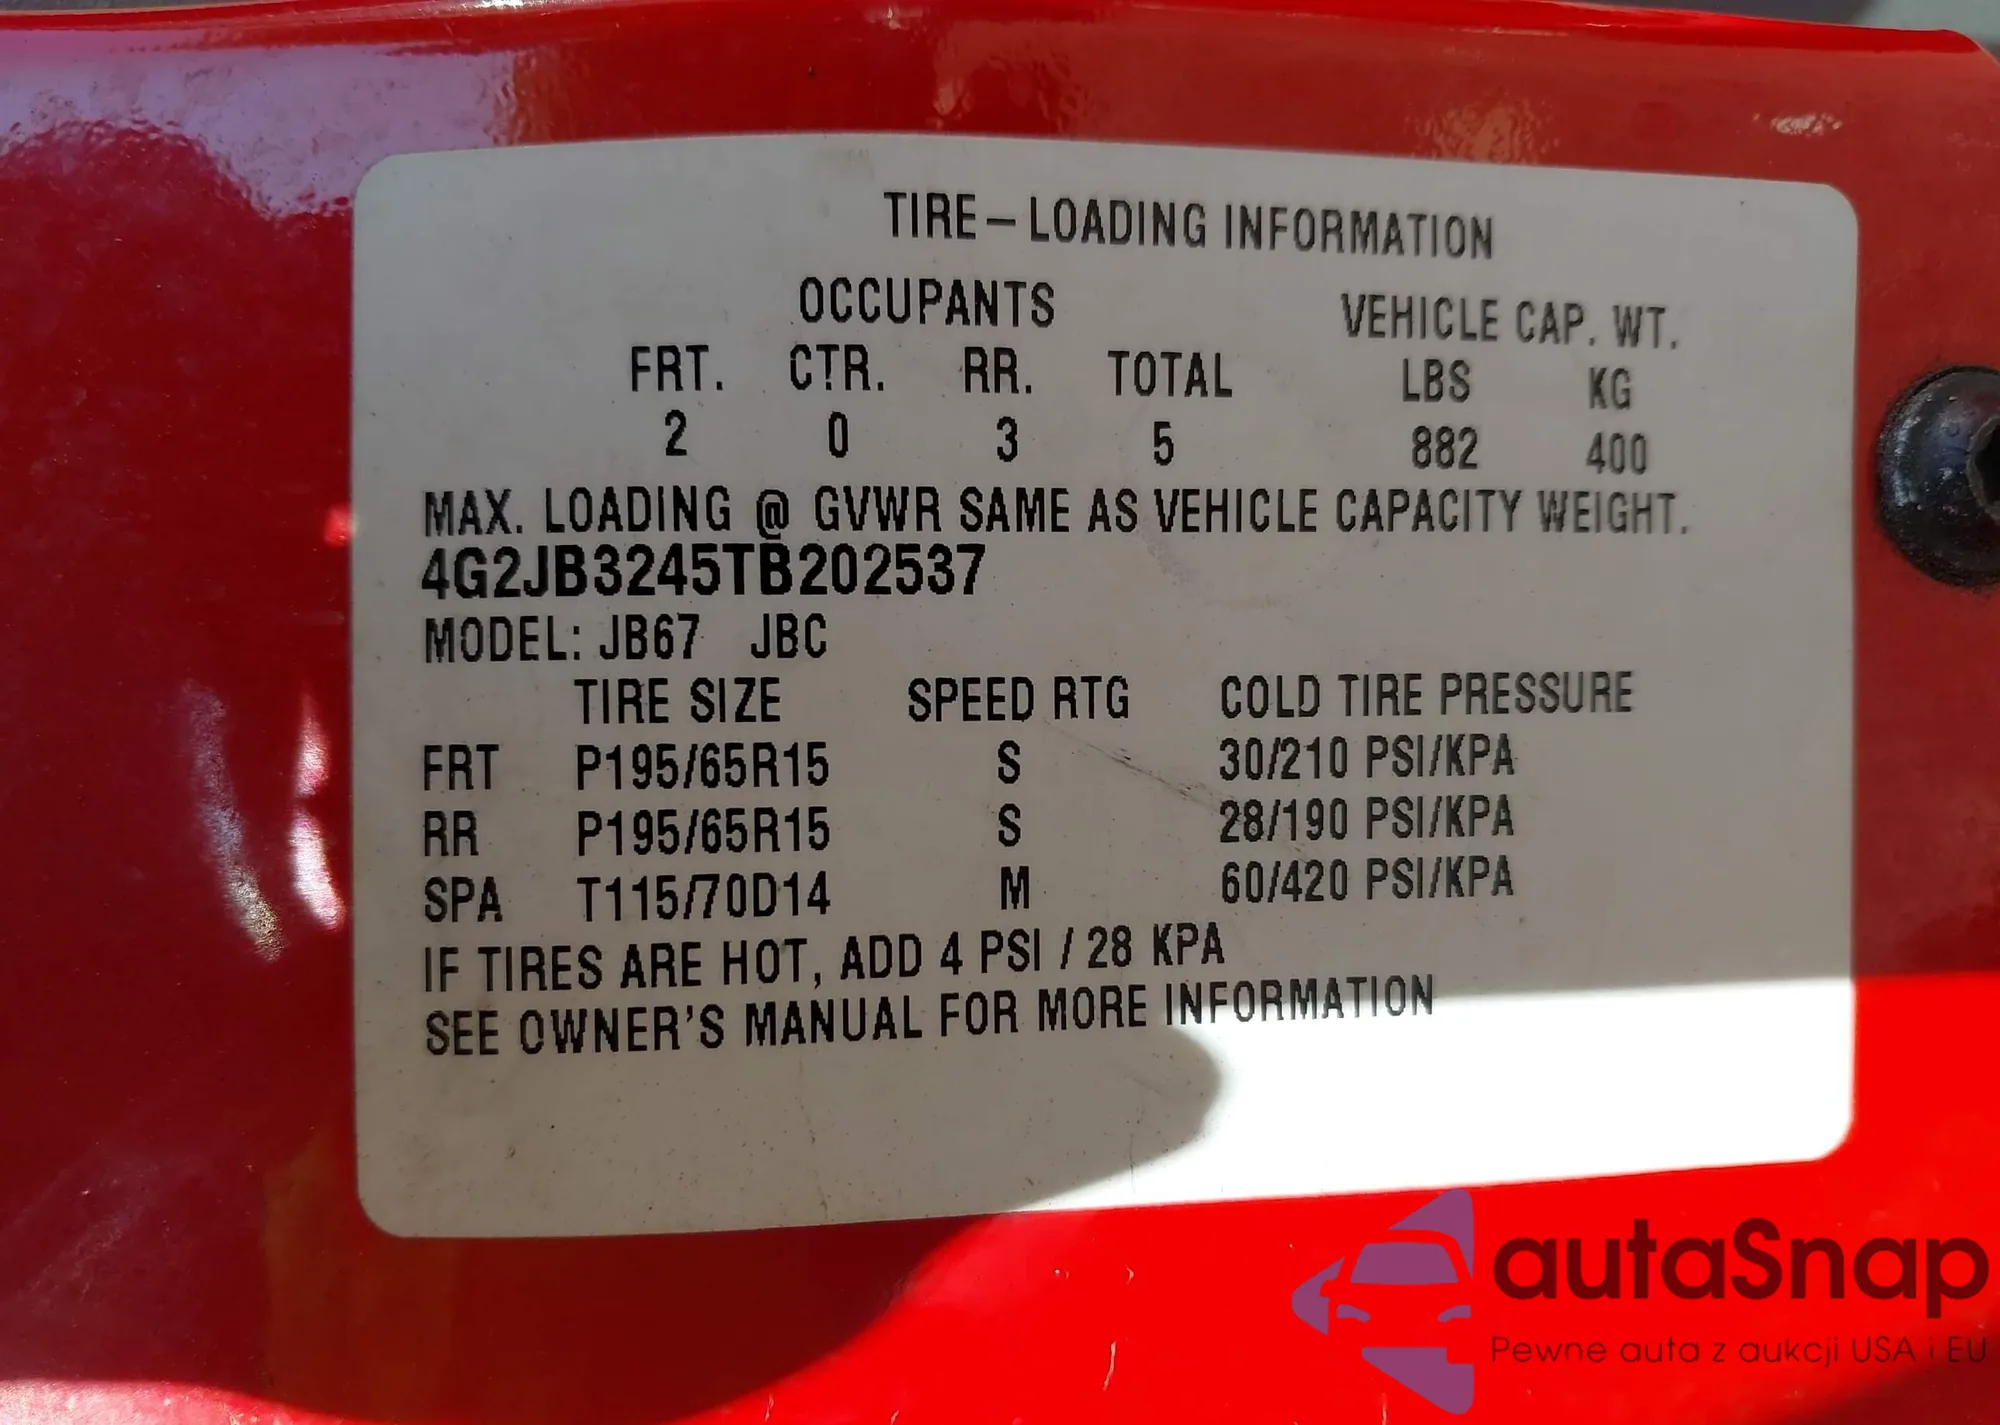 TIRE – LOADING INFORMATION
OCCUPANTS VEHICLE CAP. WT.
FRT. CTR. RR. TOTAL LBS KG
2 0 3 5 882 400
MAX. LOADING @ GVWR SAME AS VEHICLE CAPACITY WEIGHT.
4G2JB3245TB202537
MODEL: JB67 JBC
TIRE SIZE SPEED RTG COLD TIRE PRESSURE
FRT P195/65R15 S 30/210 PSI/KPA
RR P195/65R15 S 28/190 PSI/KPA
SPA T115/70D14 M 60/420 PSI/KPA
IF TIRES ARE HOT, ADD 4 PSI / 28 KPA
SEE OWNER'S MANUAL FOR MORE INFORMATION
autaSnap
Pewne auta z aukcji USA i EU